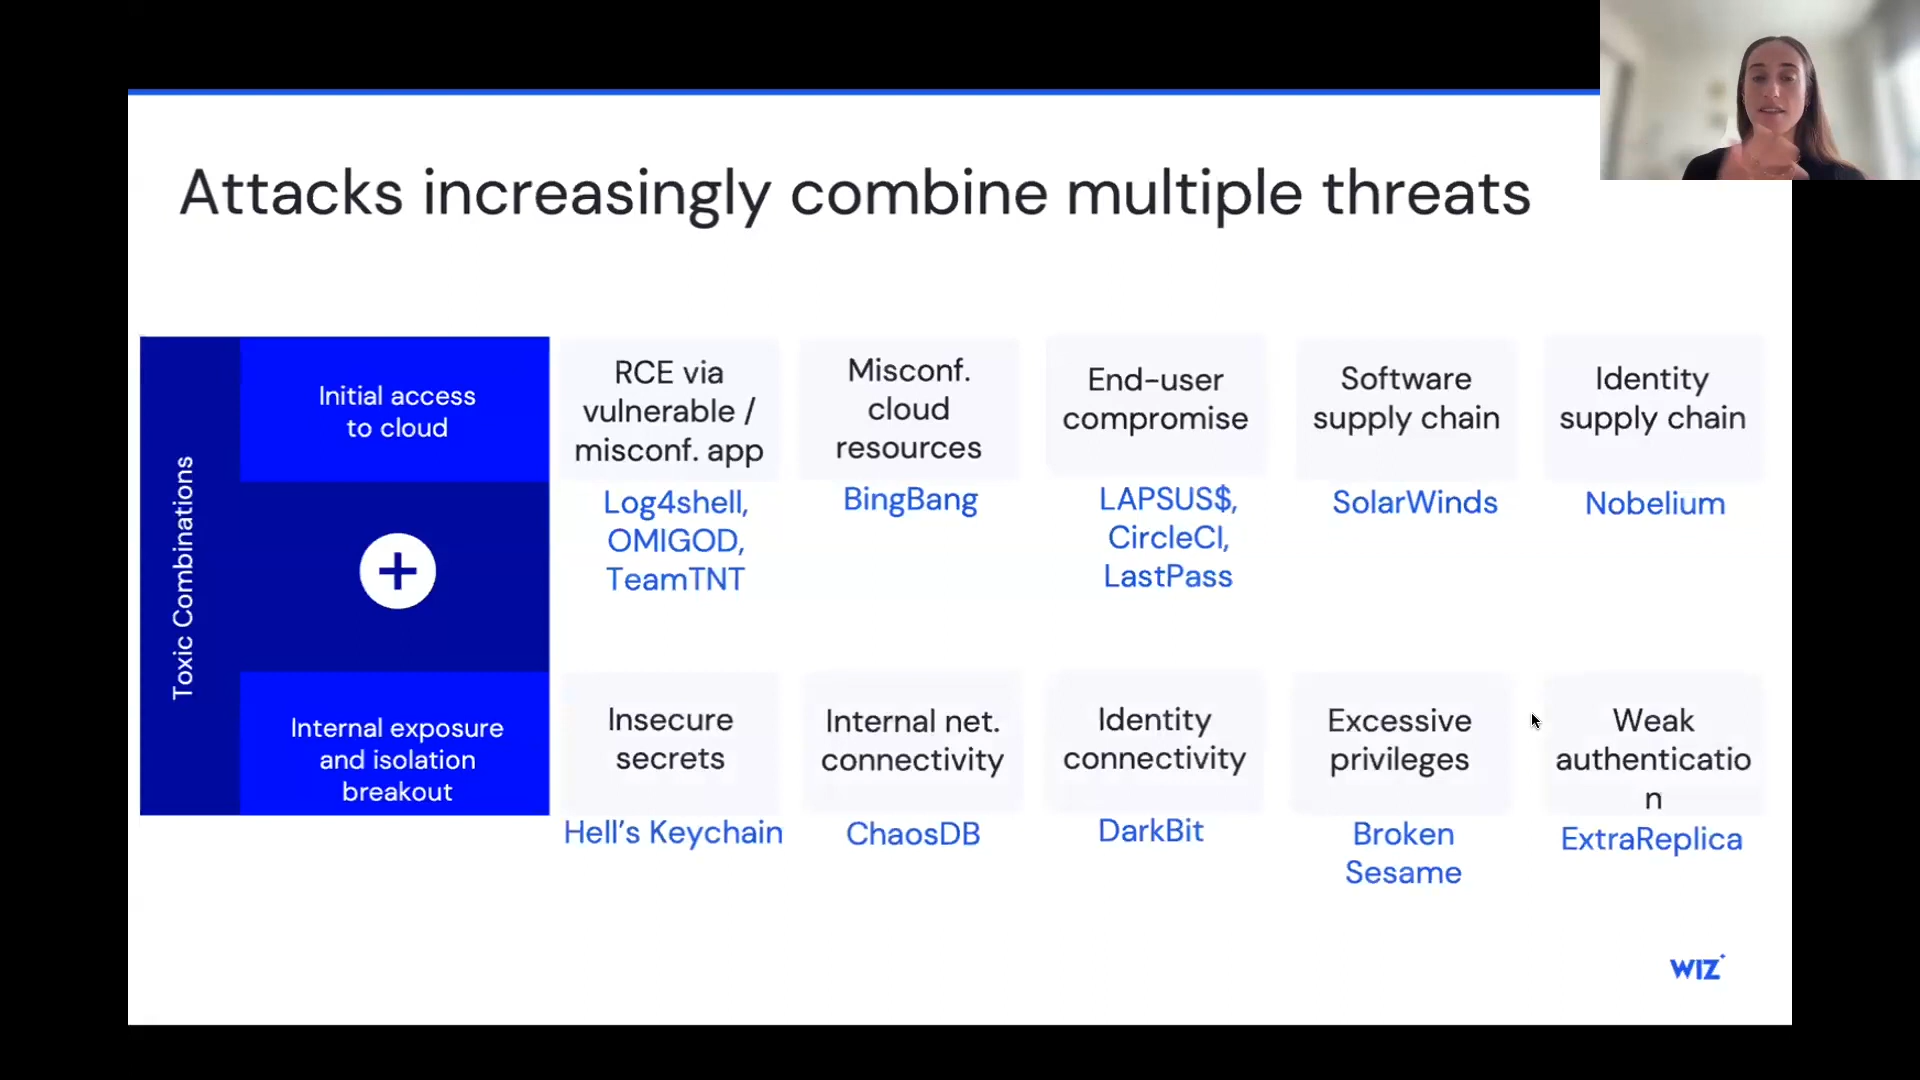 Attacks increasingly combine multiple threats
Toxic Combinations
Initial access
to cloud
RCE via
vulnerable /
misconf. app
Log4shell,
OMIGOD,
TeamTNT
Misconf.
cloud
resources
BingBang
End-user
compromise
LAPSUS$,
CircleCI,
LastPass
Software
supply chain
SolarWinds
Identity
supply chain
Nobelium
+
Internal exposure
and isolation
breakout
Insecure
secrets
Hell’s Keychain
Internal net.
connectivity
ChaosDB
Identity
connectivity
DarkBit
Excessive
privileges
Broken
Sesame
Weak
authenticatio
n
ExtraReplica
WIZ